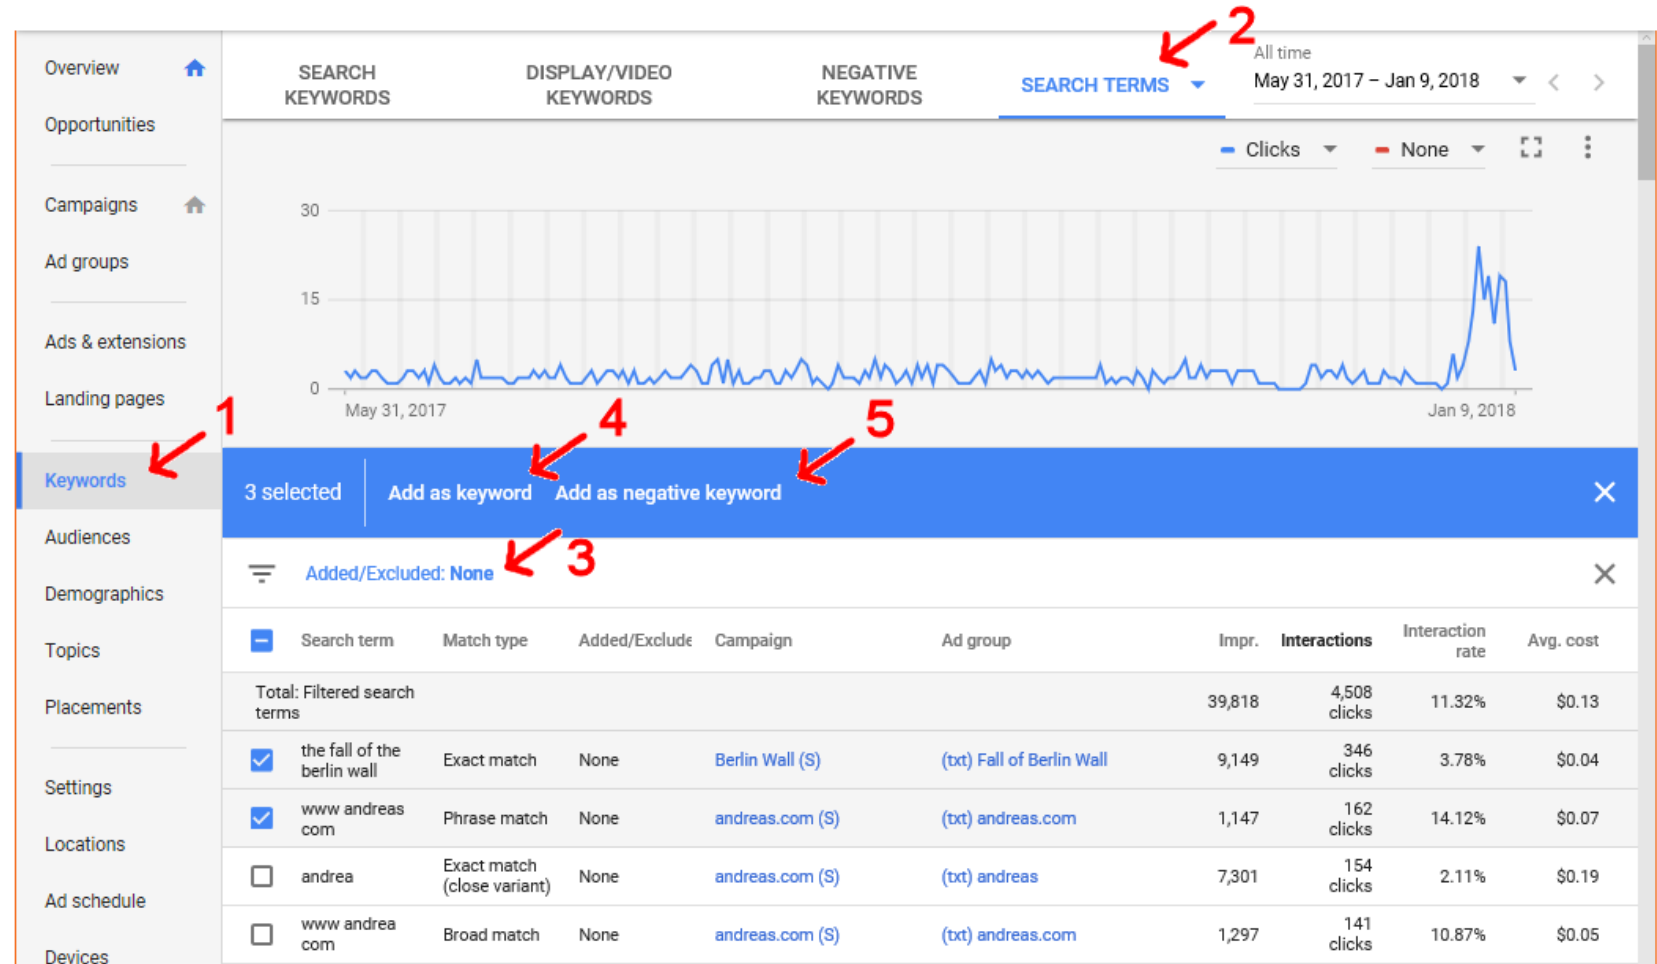 2
All time
May 31, 2017 – Jan 9, 2018
SEARCH
KEYWORDS
DISPLAY/VIDEO
KEYWORDS
NEGATIVE
KEYWORDS
SEARCH TERMS
Overview
Opportunities
Campaigns
Ad groups
Ads & extensions
Landing pages
1
Keywords
Audiences
Demographics
Topics
Placements
Settings
Locations
Ad schedule
Devices
Clicks
None
30
15
0
May 31, 2017
Jan 9, 2018
4
5
3 selected
Add as keyword
Add as negative keyword
3
Added/Excluded: None
Search term
Match type
Added/Exclude
Campaign
Ad group
Impr.
Interactions
Interaction
rate
Avg. cost
Total: Filtered search
terms
39,818
4,508
clicks
11.32%
$0.13
the fall of the
berlin wall
Exact match
None
Berlin Wall (S)
(txt) Fall of Berlin Wall
9,149
346
clicks
3.78%
$0.04
www andreas
com
Phrase match
None
andreas.com (S)
(txt) andreas.com
1,147
162
clicks
14.12%
$0.07
andrea
Exact match
(close variant)
None
andreas.com (S)
(txt) andreas
7,301
154
clicks
2.11%
$0.19
www andrea
com
Broad match
None
andreas.com (S)
(txt) andreas.com
1,297
141
clicks
10.87%
$0.05